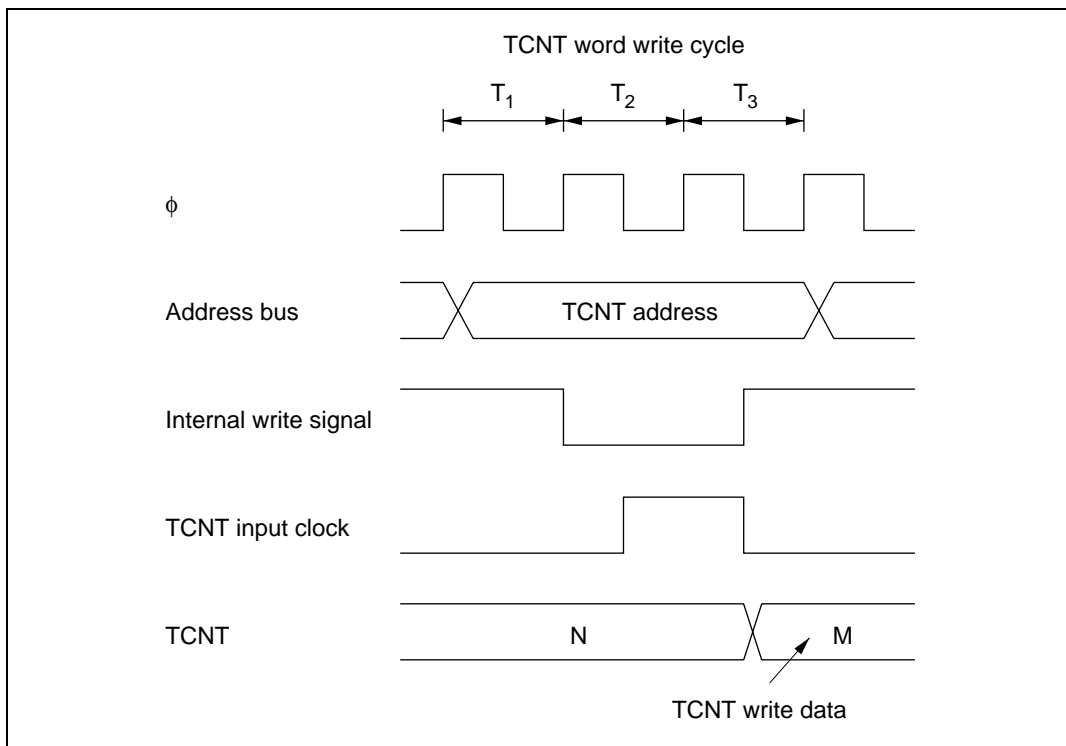 TCNT word write cycle
T1 T2 T3
φ
Address bus
TCNT address
Internal write signal
TCNT input clock
TCNT
N
M
TCNT write data